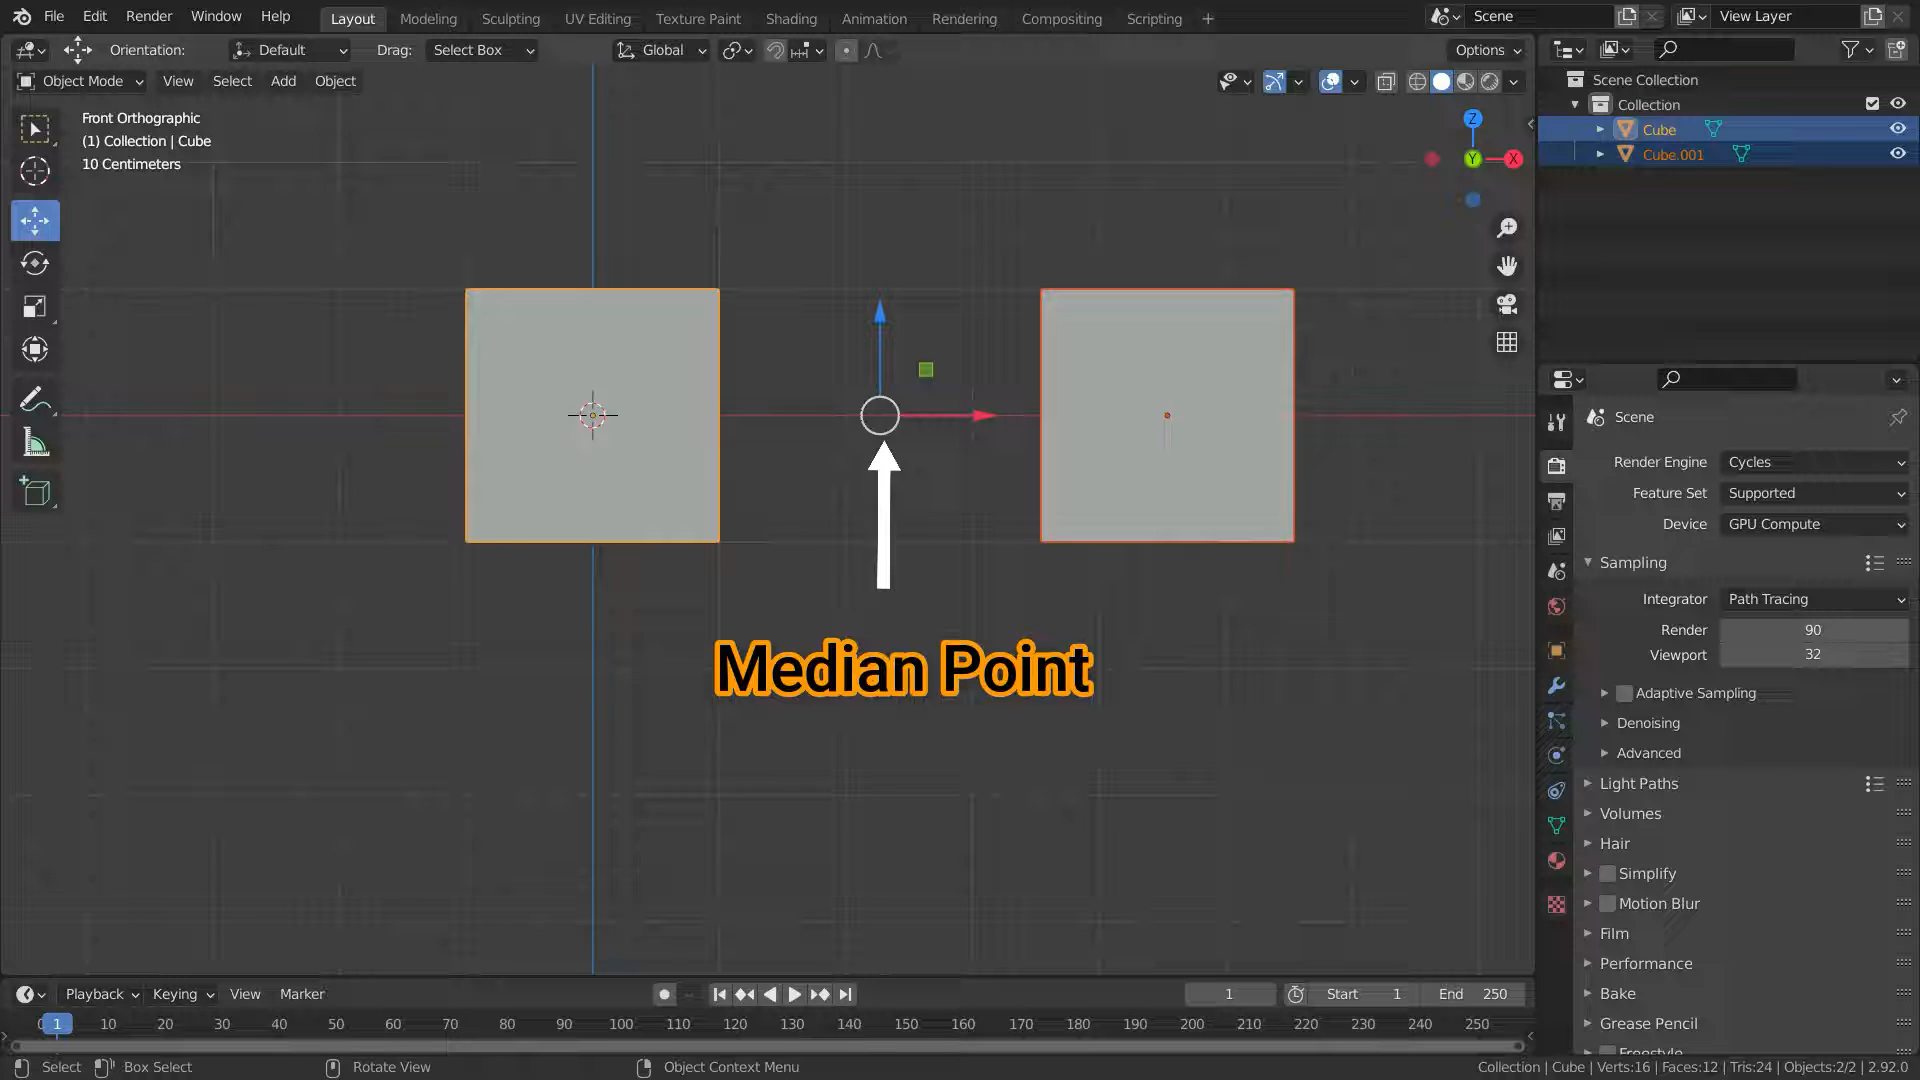 File Edit Render Window Help Layout Modeling Sculpting UV Editing Texture Paint Shading Animation Rendering Compositing Scripting + Scene View Layer
Orientation: Default Drag: Select Box Global Options
Object Mode View Select Add Object
Front Orthographic
(1) Collection | Cube
10 Centimeters
Z
Y
X
Median Point
Scene Collection
Collection
Cube
Cube.001
Scene
Render Engine Cycles
Feature Set Supported
Device GPU Compute
Sampling
Integrator Path Tracing
Render 90
Viewport 32
Adaptive Sampling
Denoising
Advanced
Light Paths
Volumes
Hair
Simplify
Motion Blur
Film
Performance
Bake
Grease Pencil
Freestyle
Playback Keying View Marker 1 Start 1 End 250
0 1 10 20 30 40 50 60 70 80 90 100 110 120 130 140 150 160 170 180 190 200 210 220 230 240 250
Select Box Select Rotate View Object Context Menu Collection | Cube | Verts:16 | Faces:12 | Tris:24 | Objects:2/2 | 2.92.0